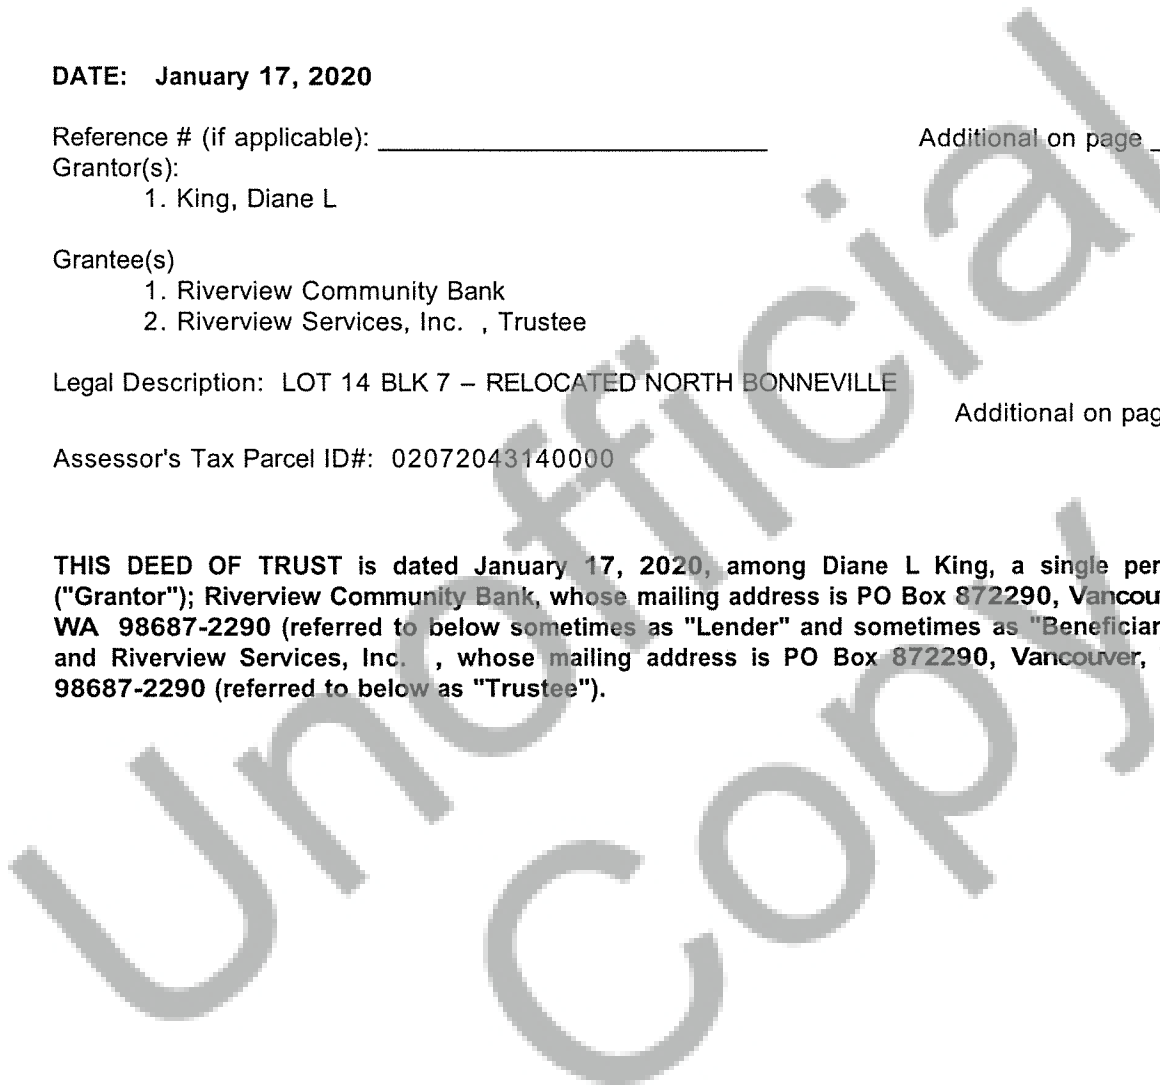 DATE: January 17, 2020
Reference # (if applicable): ____________________________ Additional on page _
Grantor(s):
1. King, Diane L
Grantee(s)
1. Riverview Community Bank
2. Riverview Services, Inc. , Trustee
Legal Description: LOT 14 BLK 7 – RELOCATED NORTH BONNEVILLE
Additional on pag
Assessor's Tax Parcel ID#: 02072043140000
THIS DEED OF TRUST is dated January 17, 2020, among Diane L King, a single per
("Grantor"); Riverview Community Bank, whose mailing address is PO Box 872290, Vancou
WA 98687-2290 (referred to below sometimes as "Lender" and sometimes as "Beneficiar
and Riverview Services, Inc. , whose mailing address is PO Box 872290, Vancouver,
98687-2290 (referred to below as "Trustee").
Unofficial
Copy